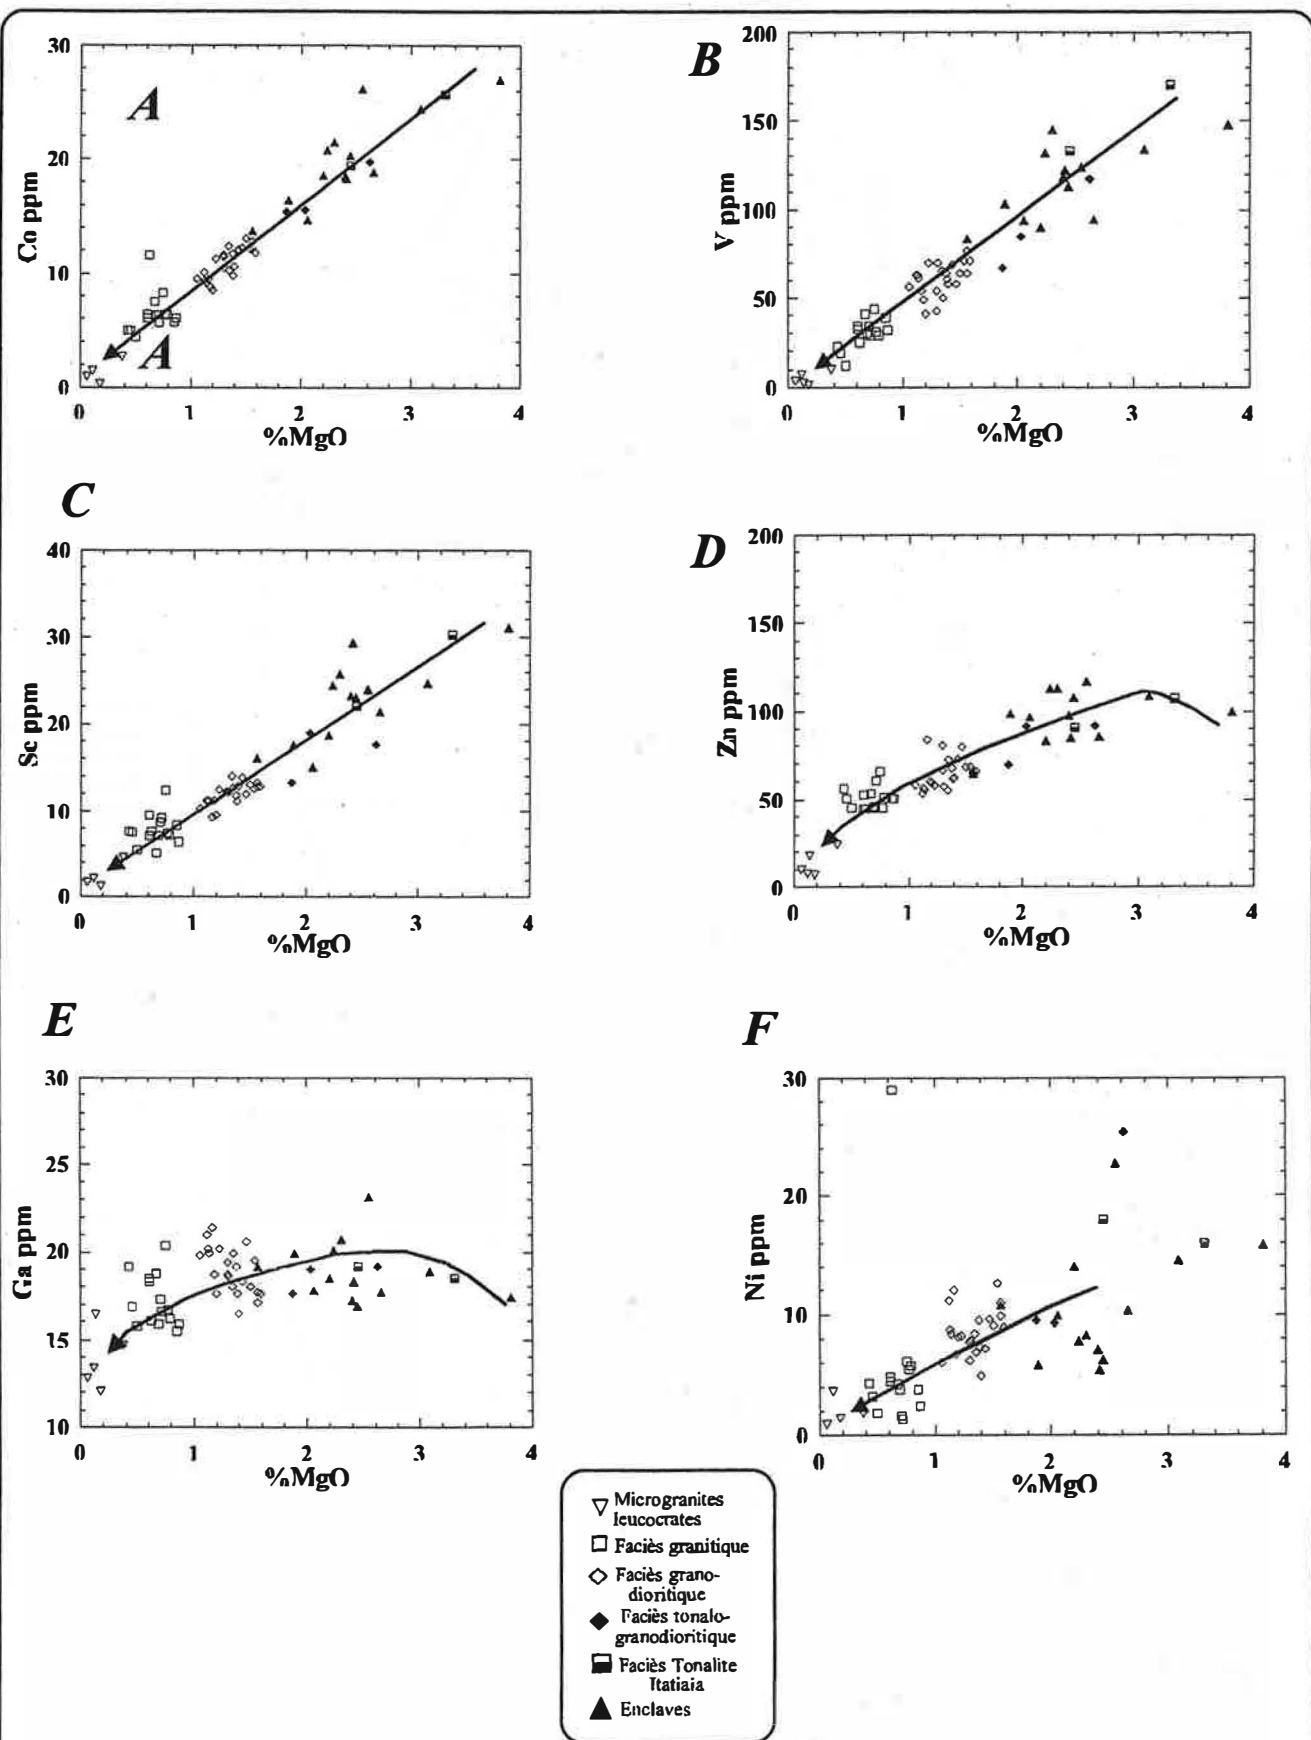 A
A
30
20
10
0
Co ppm
0 1 2 3 4
%MgO
B
200
150
100
50
0
V ppm
0 1 2 3 4
%MgO
C
40
30
20
10
0
Sc ppm
0 1 2 3 4
%MgO
D
200
150
100
50
0
Zn ppm
0 1 2 3 4
%MgO
E
30
25
20
15
10
Ga ppm
0 1 2 3 4
%MgO
F
30
20
10
0
Ni ppm
0 1 2 3 4
%MgO
Microgranites
leucocrates
Faciès granitique
Faciès grano-
dioritique
Faciès tonalo-
granodioritique
Faciès Tonalite
Itatiaia
Enclaves